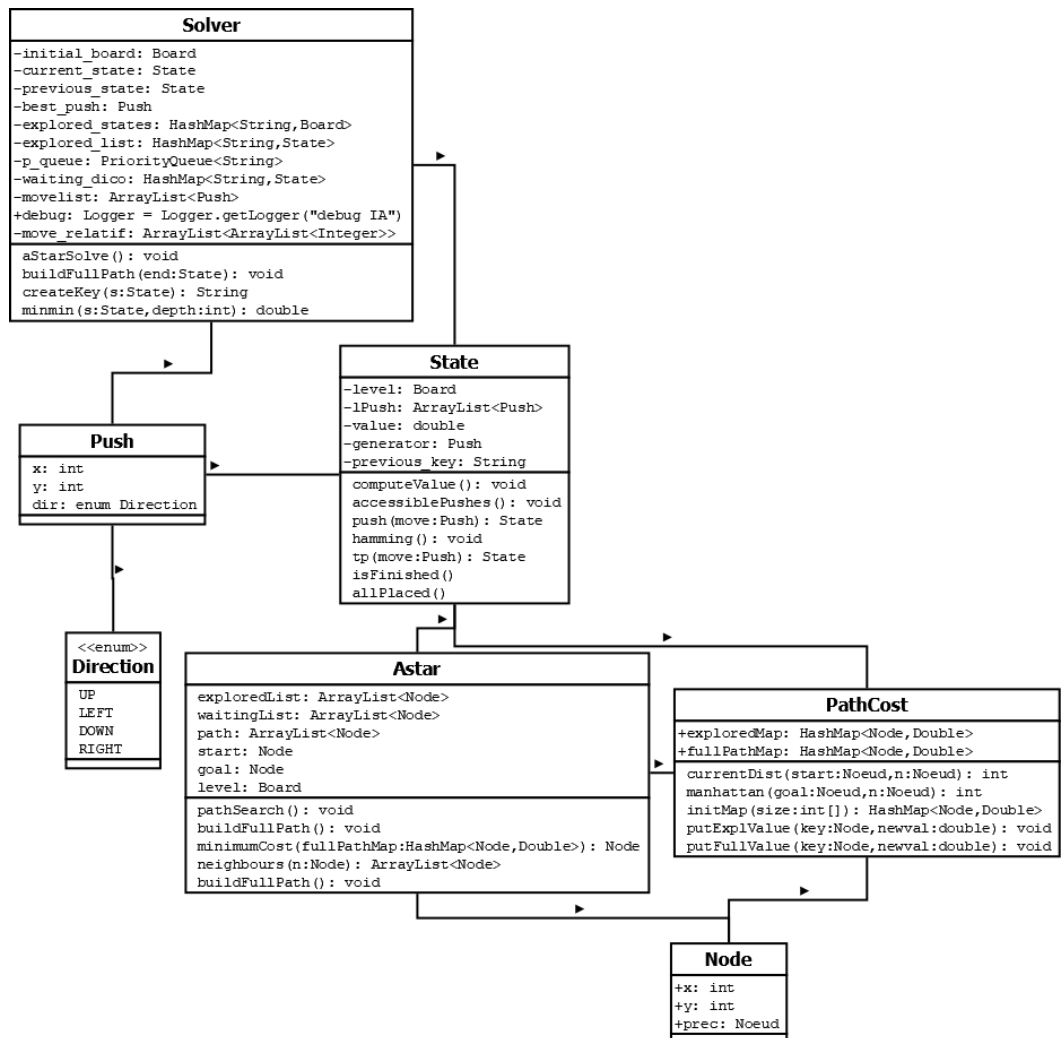 Solver
-initial_board: Board
-current_state: State
-previous_state: State
-best_push: Push
-explored_states: HashMap<String,Board>
-explored_list: HashMap<String,State>
-p_queue: PriorityQueue<String>
-waiting_dico: HashMap<String,State>
-movelist: ArrayList<Push>
+debug: Logger = Logger.getLogger("debug IA")
-move_relatif: ArrayList<ArrayList<Integer>>
aStarSolve(): void
buildFullPath(end:State): void
createKey(s:State): String
minmin(s:State,depth:int): double
State
-level: Board
-lPush: ArrayList<Push>
-value: double
-generator: Push
-previous_key: String
computeValue(): void
accessiblePushes(): void
push(move:Push): State
hamming(): void
tp(move:Push): State
isFinished()
allPlaced()
Push
x: int
y: int
dir: enum Direction
<<enum>>
Direction
UP
LEFT
DOWN
RIGHT
Astar
exploredList: ArrayList<Node>
waitingList: ArrayList<Node>
path: ArrayList<Node>
start: Node
goal: Node
level: Board
pathSearch(): void
buildFullPath(): void
minimumCost(fullPathMap:HashMap<Node,Double>): Node
neighbours(n:Node): ArrayList<Node>
buildFullPath(): void
PathCost
+exploredMap: HashMap<Node,Double>
+fullPathMap: HashMap<Node,Double>
currentDist(start:Noeud,n:Noeud): int
manhattan(goal:Noeud,n:Noeud): int
initMap(size:int[]): HashMap<Node,Double>
putExplValue(key:Node,newval:double): void
putFullValue(key:Node,newval:double): void
Node
+x: int
+y: int
+prec: Noeud